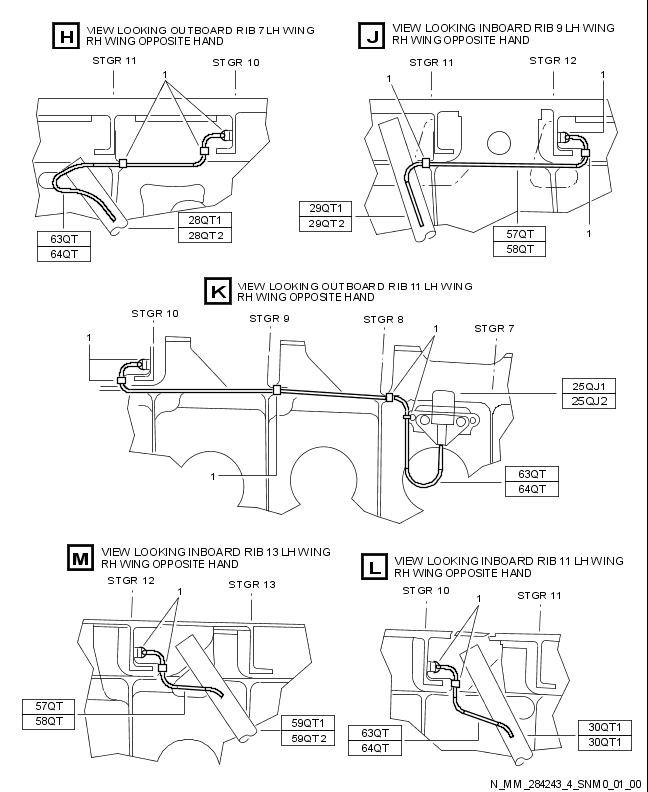 H
VIEW LOOKING OUTBOARD RIB 7 LH WING
RH WING OPPOSITE HAND
STGR 11
1
STGR 10
63QT
64QT
28QT1
28QT2
J
VIEW LOOKING INBOARD RIB 9 LH WING
RH WING OPPOSITE HAND
STGR 11
STGR 12
1
1
29QT1
29QT2
57QT
58QT
1
K
VIEW LOOKING OUTBOARD RIB 11 LH WING
RH WING OPPOSITE HAND
STGR 10
STGR 9
STGR 8
STGR 7
1
1
25QJ1
25QJ2
1
63QT
64QT
M
VIEW LOOKING INBOARD RIB 13 LH WING
RH WING OPPOSITE HAND
STGR 12
STGR 13
1
57QT
58QT
59QT1
59QT2
L
VIEW LOOKING INBOARD RIB 11 LH WING
RH WING OPPOSITE HAND
STGR 10
STGR 11
1
63QT
64QT
30QT1
30QT1
N_MM_284243_4_SNM0_01_00